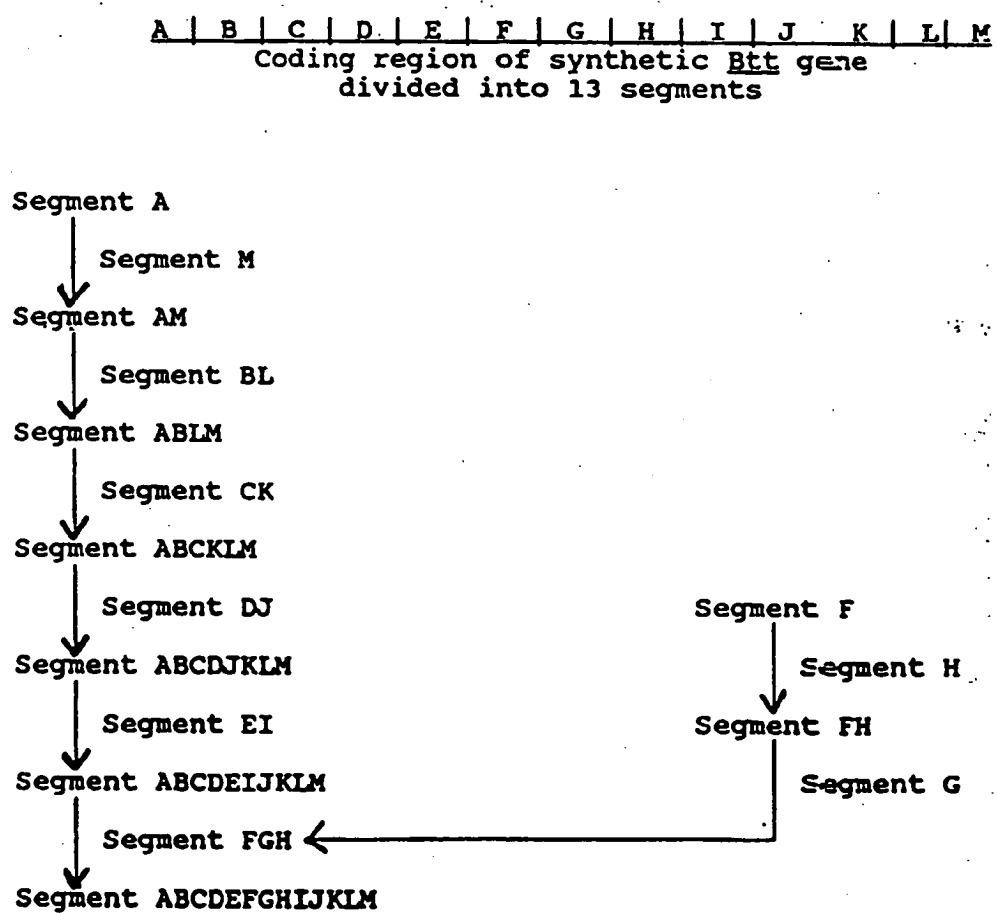 A | B | C | D | E | F | G | H | I | J K | L | M
Coding region of synthetic Btt gene
divided into 13 segments
Segment A
Segment M
Segment AM
Segment BL
Segment ABLM
Segment CK
Segment ABCKLM
Segment DJ
Segment F
Segment ABCDJKLM
Segment H
Segment EI
Segment FH
Segment ABCDEIJKLM
Segment G
Segment FGH
Segment ABCDEFGHIJKLM